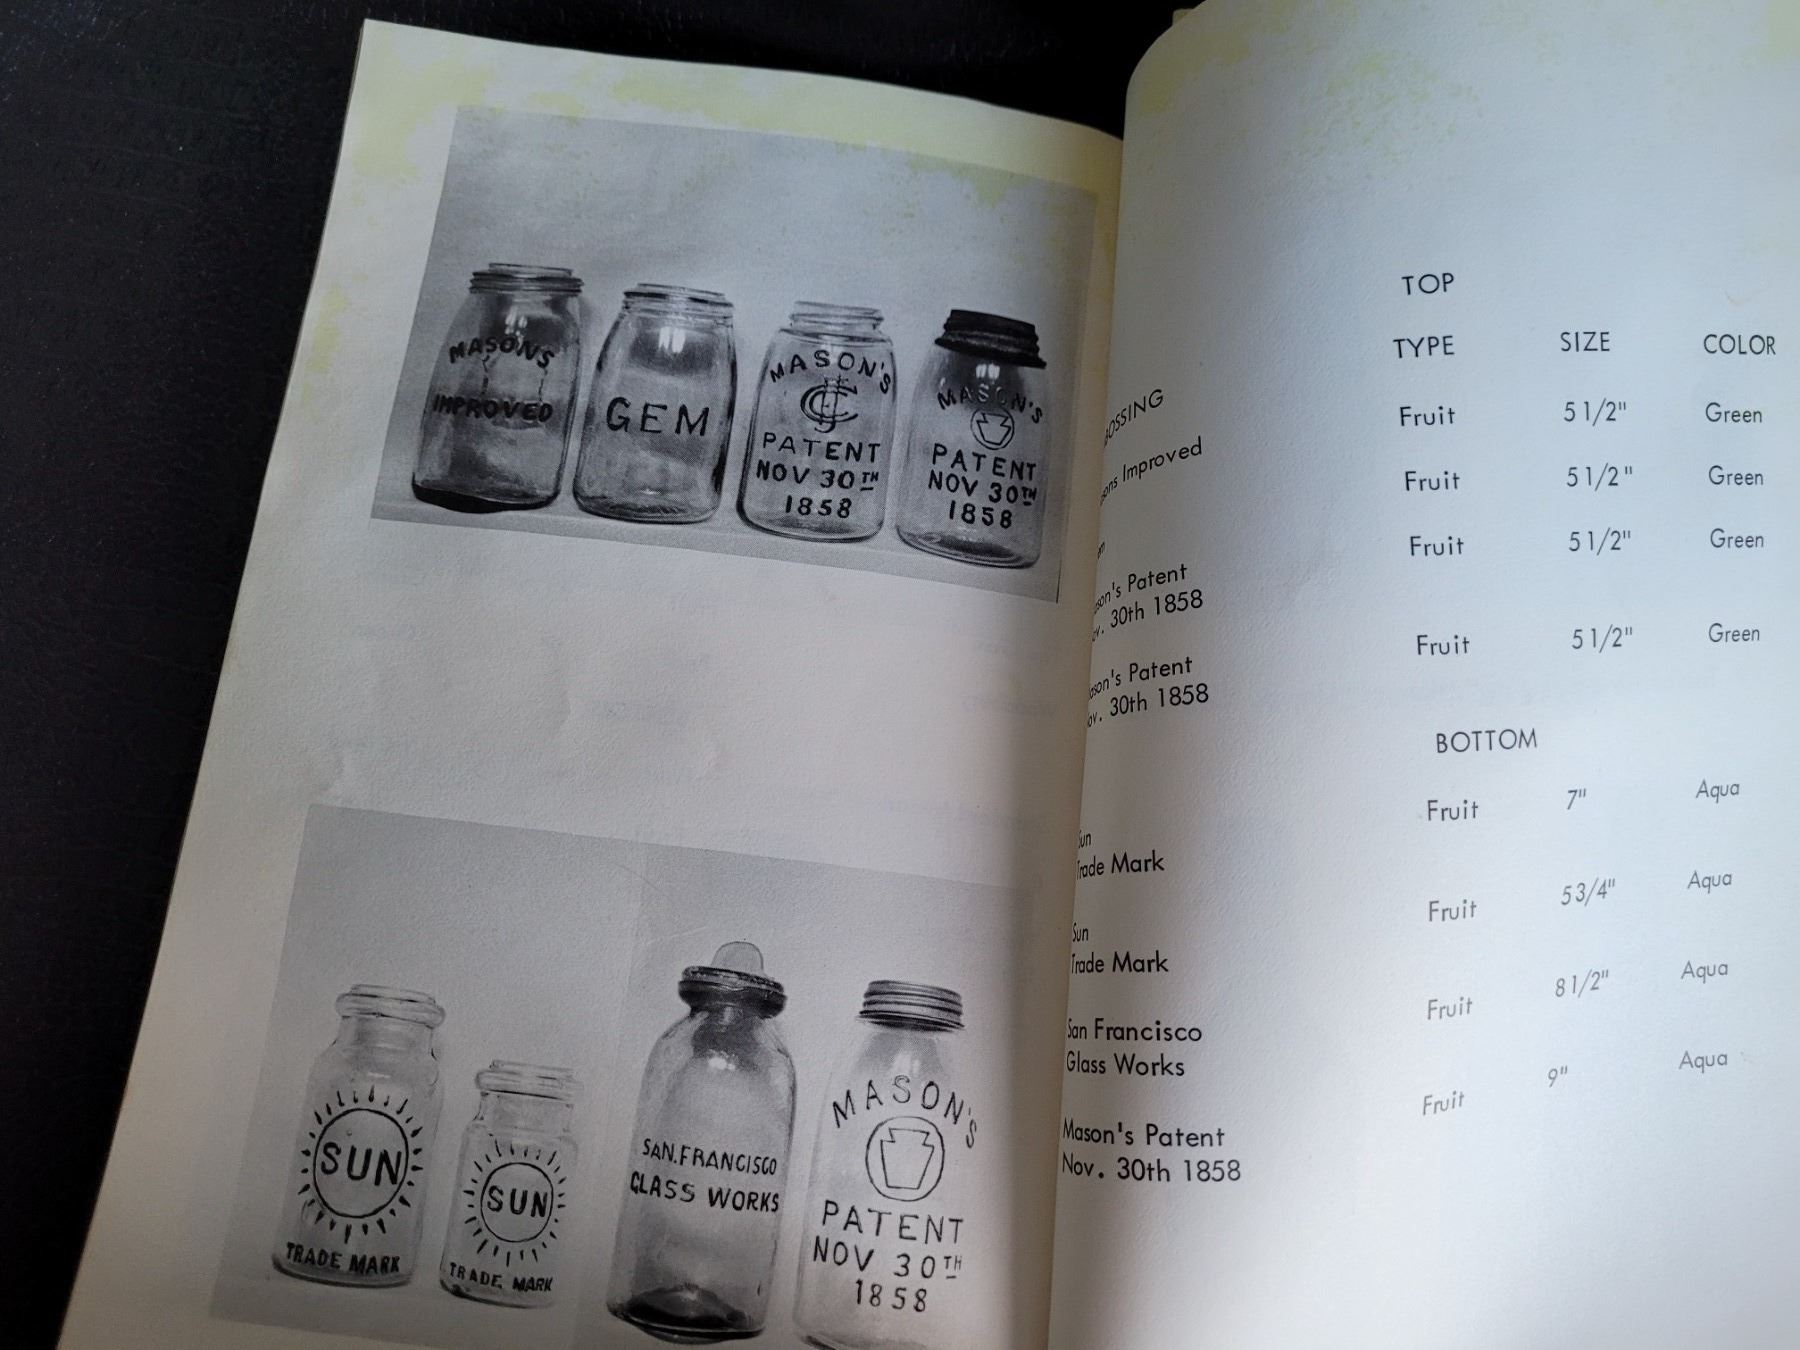 MASONS
IMPROVED
GEM
MASON'S
CFJ
PATENT
NOV 30TH
1858
MASON'S
PATENT
NOV 30TH
1858
SUN
TRADE MARK
SUN
TRADE MARK
SAN.FRANCISCO
GLASS WORKS
MASON'S
PATENT
NOV 30TH
1858
TOP
TYPE SIZE COLOR
Improved Fruit 5 1/2" Green
Fruit 5 1/2" Green
Patent Fruit 5 1/2" Green
30th 1858
Patent Fruit 5 1/2" Green
30th 1858
BOTTOM
Sun Fruit 7" Aqua
Trade Mark
Sun Fruit 5 3/4" Aqua
Trade Mark
San Francisco Fruit 8 1/2" Aqua
Glass Works
Mason's Patent Fruit 9" Aqua
Nov. 30th 1858